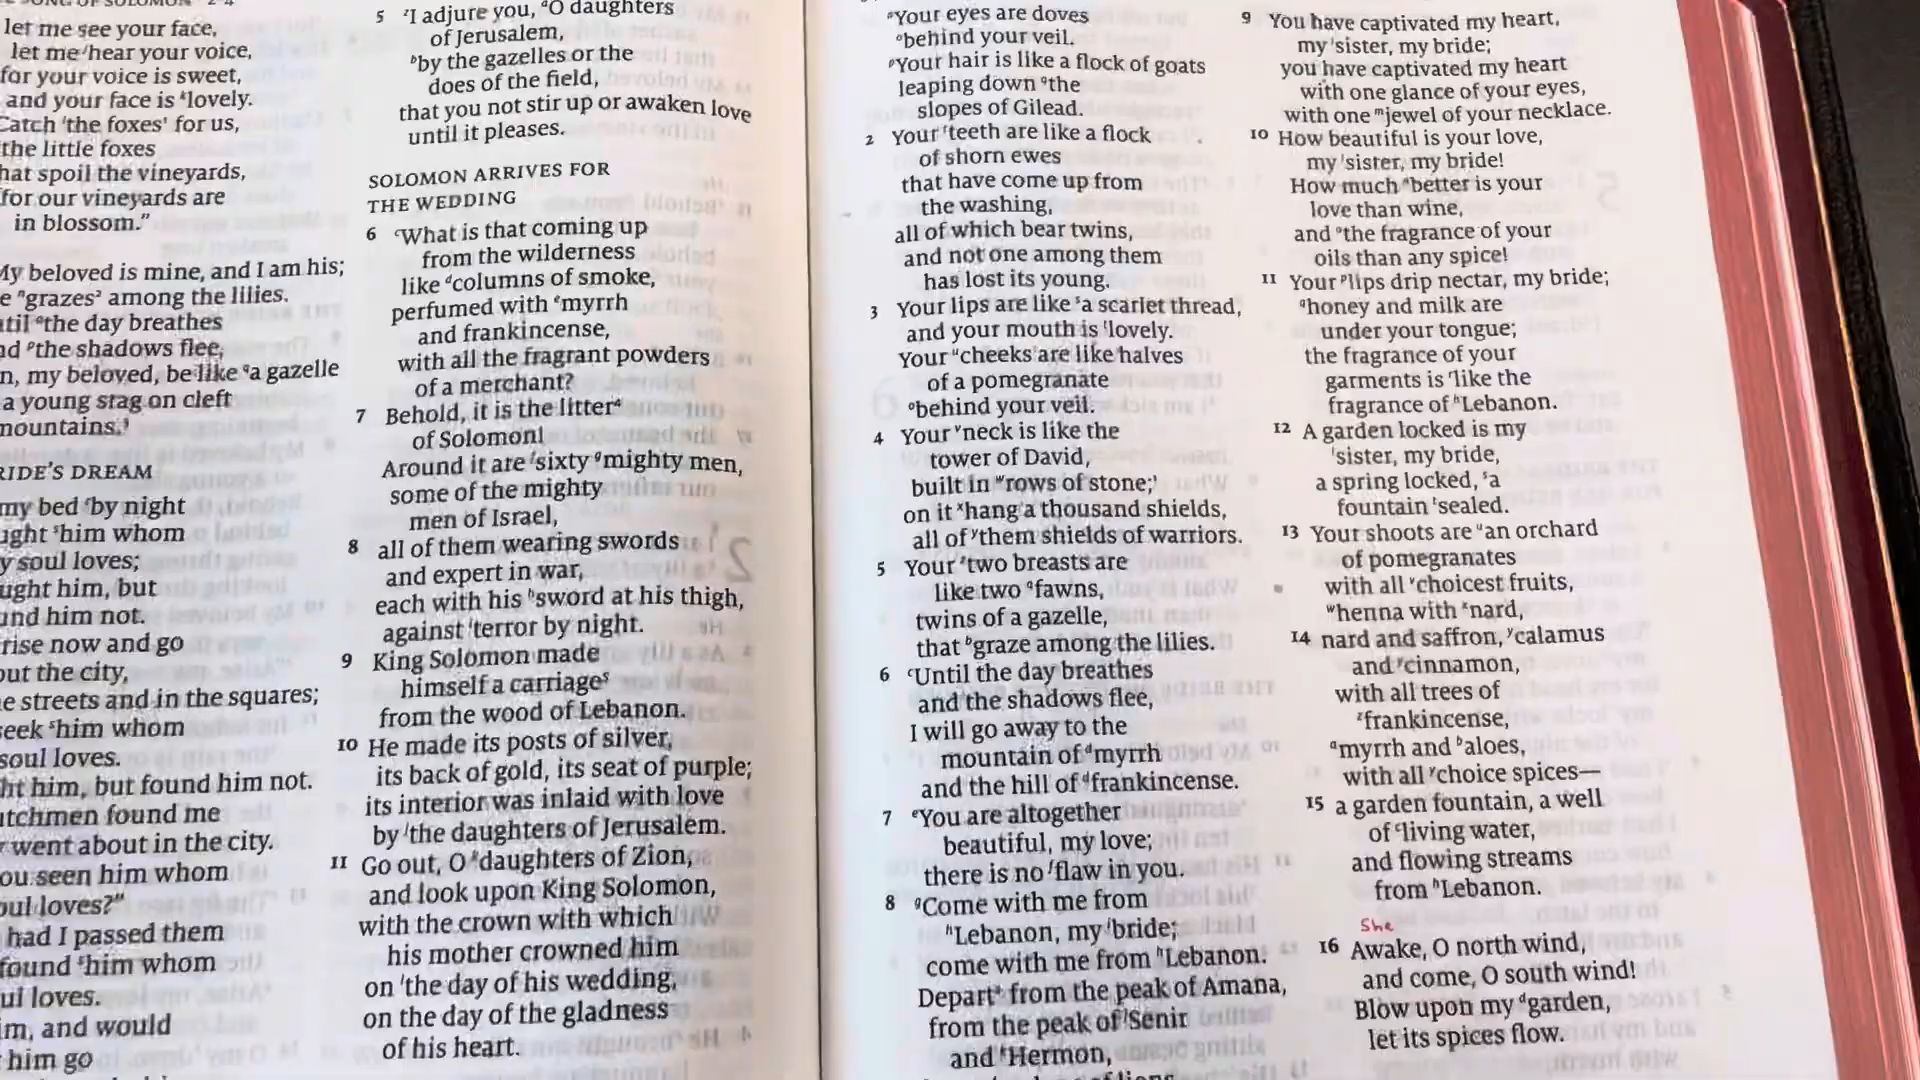 SONG OF SOLOMON 2-4
let me see your face,
let me hear your voice,
for your voice is sweet,
and your face is lovely.
Catch the foxes for us,
the little foxes
that spoil the vineyards,
for our vineyards are
in blossom."
My beloved is mine, and I am his;
grazes among the lilies.
the day breathes
the shadows flee,
my beloved, be like a gazelle
a young stag on cleft
mountains.
BRIDE'S DREAM
my bed by night
him whom
soul loves;
him, but
him not.
rise now and go
the city,
streets and in the squares;
seek him whom
soul loves.
him, but found him not.
watchmen found me
went about in the city.
you seen him whom
soul loves?"
had I passed them
found him whom
soul loves.
him, and would
him go
5 I adjure you, O daughters
of Jerusalem,
by the gazelles or the
does of the field,
that you not stir up or awaken love
until it pleases.
SOLOMON ARRIVES FOR
THE WEDDING
6 What is that coming up
from the wilderness
like columns of smoke,
perfumed with myrrh
and frankincense,
with all the fragrant powders
of a merchant?
7 Behold, it is the litter
of Solomon!
Around it are sixty mighty men,
some of the mighty
men of Israel,
8 all of them wearing swords
and expert in war,
each with his sword at his thigh,
against terror by night.
9 King Solomon made
himself a carriage
from the wood of Lebanon.
10 He made its posts of silver,
its back of gold, its seat of purple;
its interior was inlaid with love
by the daughters of Jerusalem.
11 Go out, O daughters of Zion,
and look upon King Solomon,
with the crown with which
his mother crowned him
on the day of his wedding,
on the day of the gladness
of his heart.
Your eyes are doves
behind your veil.
Your hair is like a flock of goats
leaping down the
slopes of Gilead.
2 Your teeth are like a flock
of shorn ewes
that have come up from
the washing,
all of which bear twins,
and not one among them
has lost its young.
3 Your lips are like a scarlet thread,
and your mouth is lovely.
Your cheeks are like halves
of a pomegranate
behind your veil.
4 Your neck is like the
tower of David,
built in rows of stone;
on it hang a thousand shields,
all of them shields of warriors.
5 Your two breasts are
like two fawns,
twins of a gazelle,
that graze among the lilies.
6 Until the day breathes
and the shadows flee,
I will go away to the
mountain of myrrh
and the hill of frankincense.
7 You are altogether
beautiful, my love;
there is no flaw in you.
8 Come with me from
Lebanon, my bride;
come with me from Lebanon.
Depart from the peak of Amana,
from the peak of Senir
and Hermon,
of lions
9 You have captivated my heart,
my sister, my bride;
you have captivated my heart
with one glance of your eyes,
with one jewel of your necklace.
10 How beautiful is your love,
my sister, my bride!
How much better is your
love than wine,
and the fragrance of your
oils than any spice!
11 Your lips drip nectar, my bride;
honey and milk are
under your tongue;
the fragrance of your
garments is like the
fragrance of Lebanon.
12 A garden locked is my
sister, my bride,
a spring locked, a
fountain sealed.
13 Your shoots are an orchard
of pomegranates
with all choicest fruits,
henna with nard,
14 nard and saffron, calamus
and cinnamon,
with all trees of
frankincense,
myrrh and aloes,
with all choice spices—
15 a garden fountain, a well
of living water,
and flowing streams
from Lebanon.
She
16 Awake, O north wind,
and come, O south wind!
Blow upon my garden,
let its spices flow.